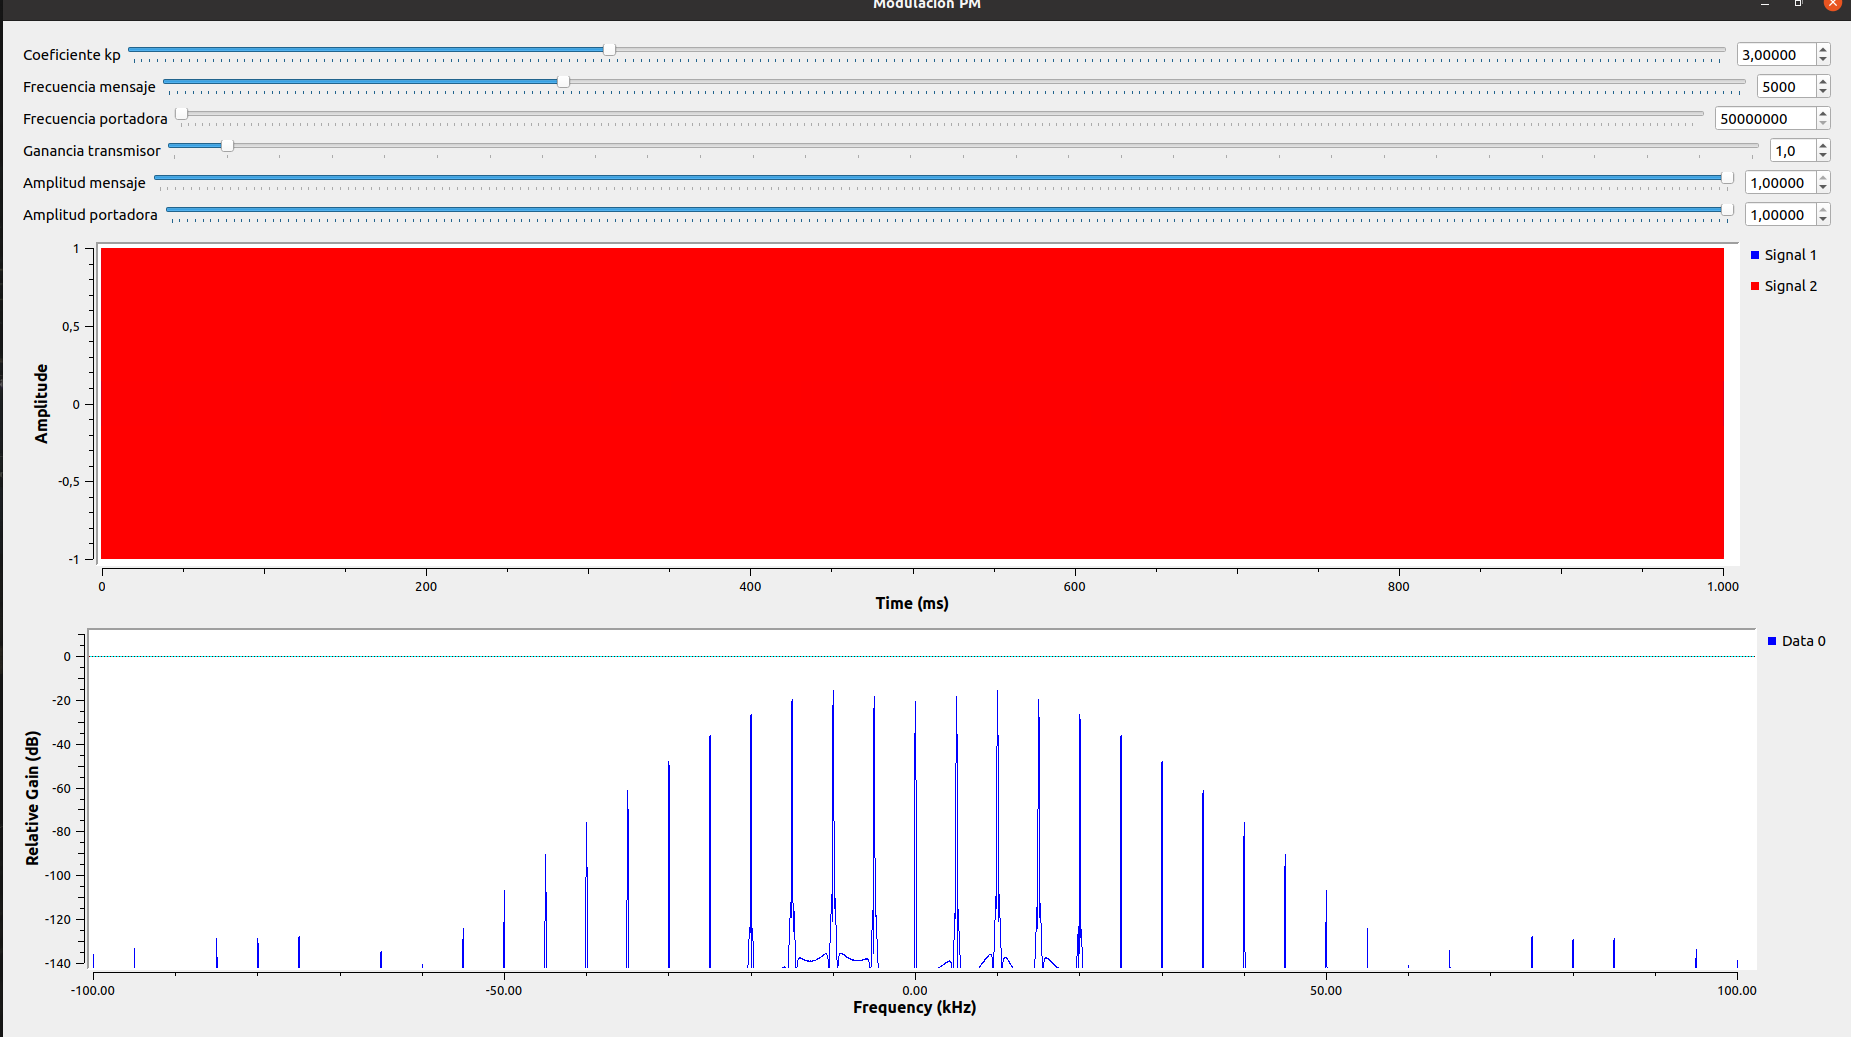 Modulacion PM
Coeficiente kp 3,00000
Frecuencia mensaje 5000
Frecuencia portadora 50000000
Ganancia transmisor 1,0
Amplitud mensaje 1,00000
Amplitud portadora 1,00000
1
0,5
0
-0,5
-1
Amplitude
0 200 400 600 800 1.000
Time (ms)
Signal 1
Signal 2
0
-20
-40
-60
-80
-100
-120
-140
Relative Gain (dB)
-100.00 -50.00 0.00 50.00 100.00
Frequency (kHz)
Data 0